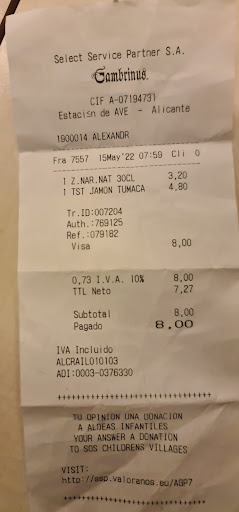 Select Service Partner S.A.
Gambrinus
CIF A-0719473)
Estación de AVE - Alicante
1900014 ALEXANDR
Fra 7557 15May'22 07:59 Cli 0
1 Z.NAR.NAT 30CL 3,20
1 TST JAMON TUMACA 4,80
Tr.ID:007204
Auth.:769125
Ref.:079182
Visa 8,00
0,73 I.V.A. 10% 8,00
TTL Neto 7,27
Subtotal 8,00
Pagado 8,00
IVA Incluido
ALCRAIL010103
ADI:0003-0376330
++++++++++++++++++++++++++++++++++++
TU OPINION UNA DONACION
A ALDEAS INFANTILES
YOUR ANSWER A DONATION
TO SOS CHILDRENS VILLAGES
VISIT:
http://ssp.valoranos.eu/ASP7
++++++++++++++++++++++++++++++++++++